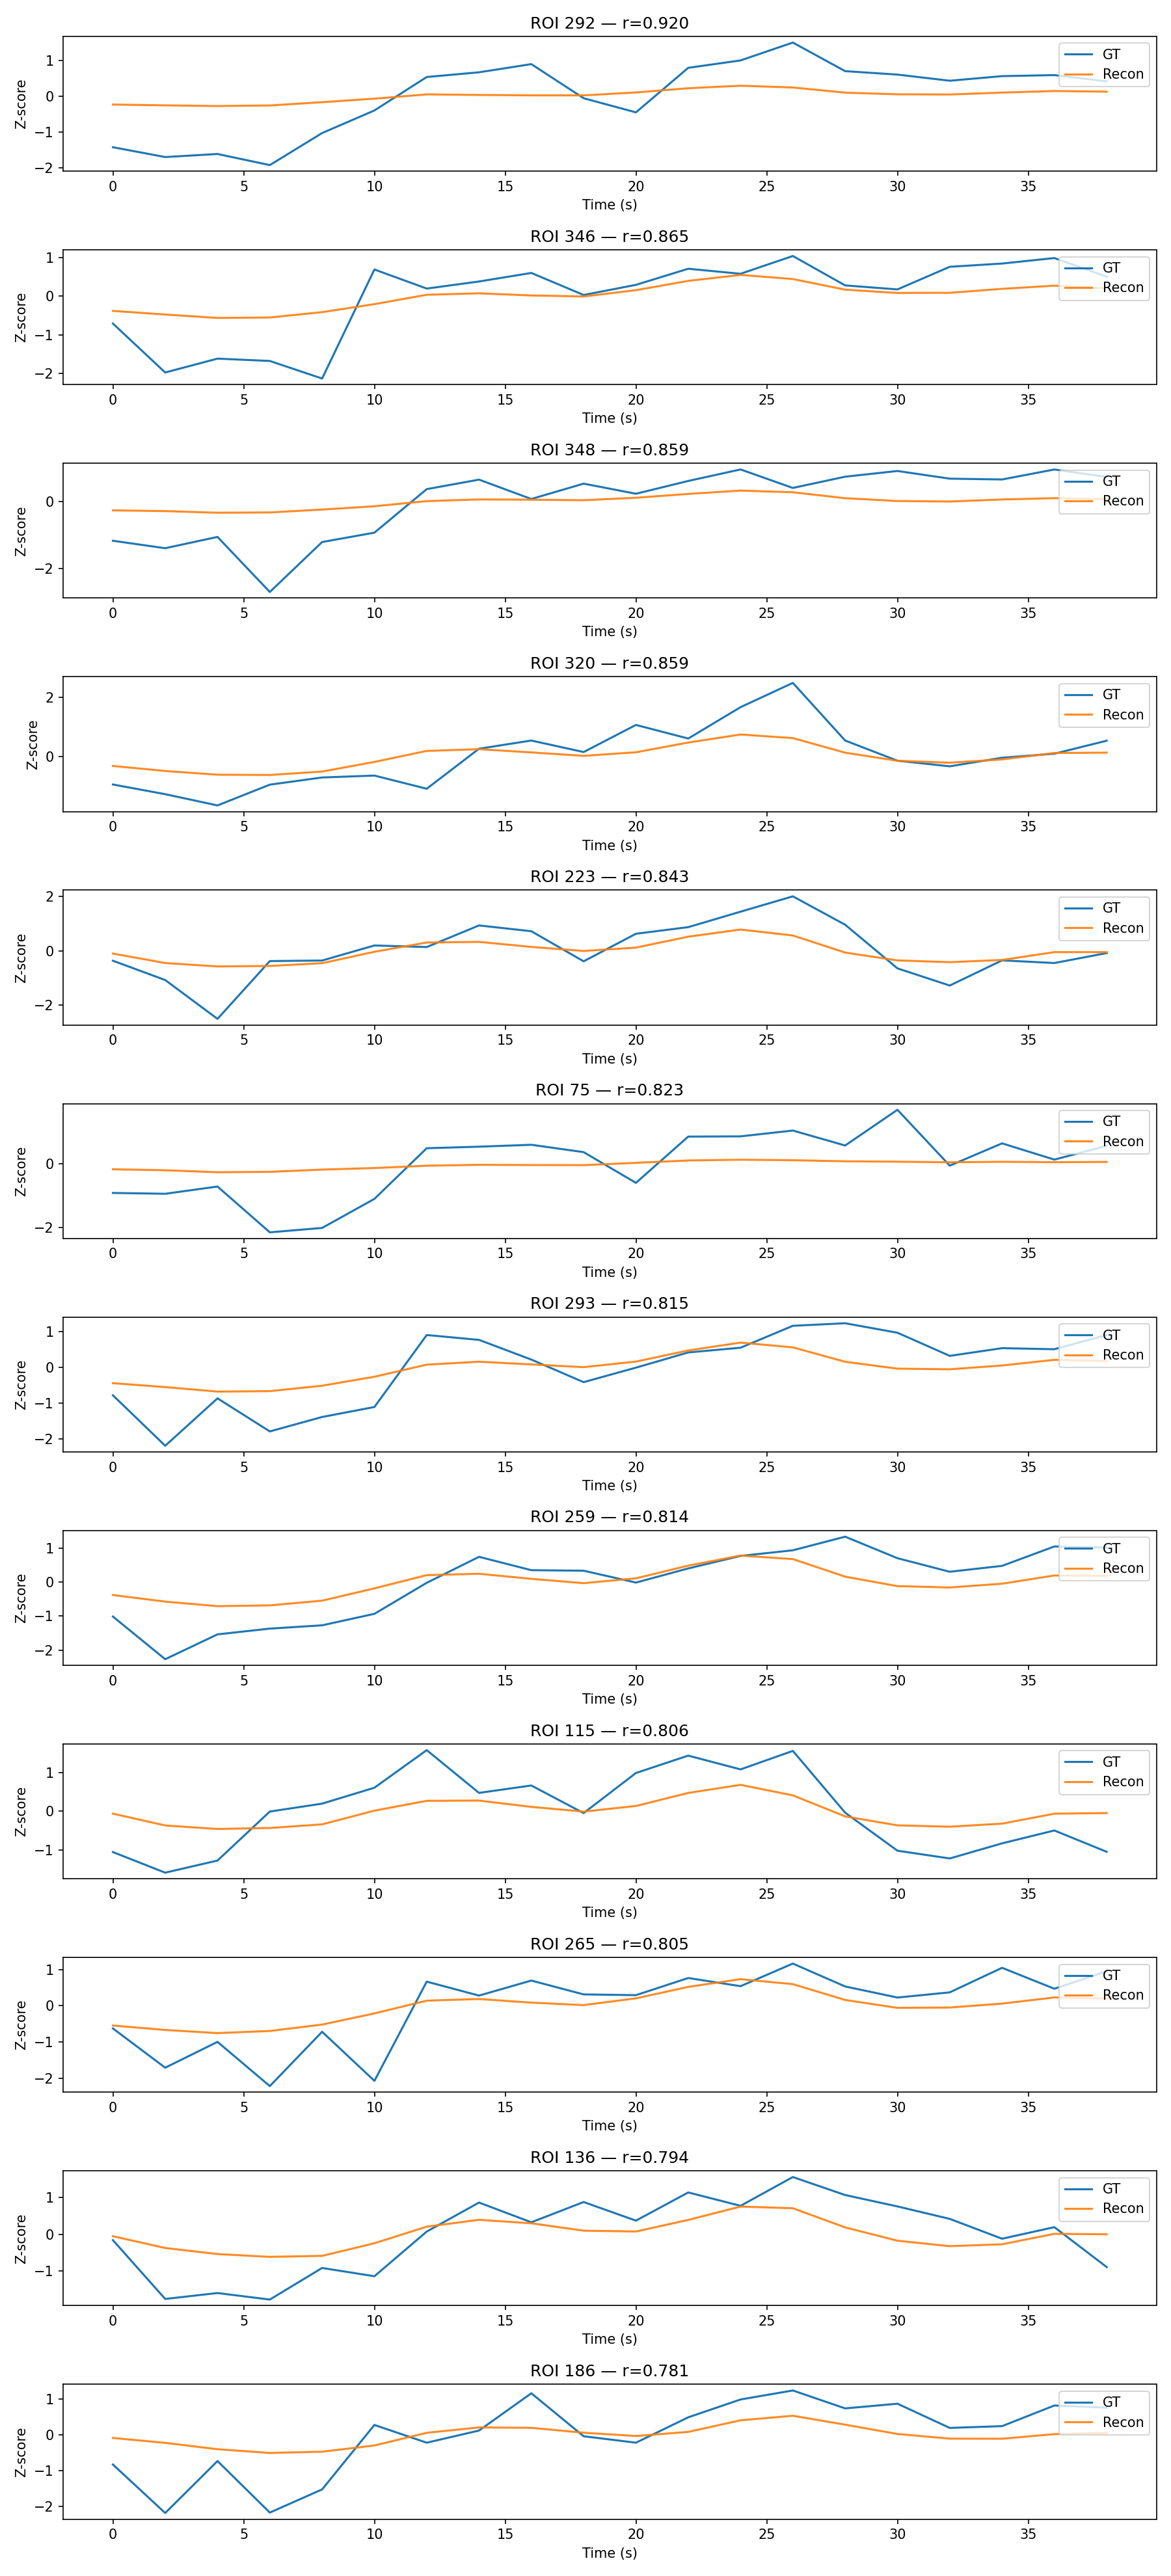 ROI 292 — r=0.920
GT
Recon
Z-score
1
0
−1
−2
0 5 10 15 20 25 30 35
Time (s)
ROI 346 — r=0.865
GT
Recon
Z-score
1
0
−1
−2
0 5 10 15 20 25 30 35
Time (s)
ROI 348 — r=0.859
GT
Recon
Z-score
0
−2
0 5 10 15 20 25 30 35
Time (s)
ROI 320 — r=0.859
GT
Recon
Z-score
2
0
0 5 10 15 20 25 30 35
Time (s)
ROI 223 — r=0.843
GT
Recon
Z-score
2
0
−2
0 5 10 15 20 25 30 35
Time (s)
ROI 75 — r=0.823
GT
Recon
Z-score
0
−2
0 5 10 15 20 25 30 35
Time (s)
ROI 293 — r=0.815
GT
Recon
Z-score
1
0
−1
−2
0 5 10 15 20 25 30 35
Time (s)
ROI 259 — r=0.814
GT
Recon
Z-score
1
0
−1
−2
0 5 10 15 20 25 30 35
Time (s)
ROI 115 — r=0.806
GT
Recon
Z-score
1
0
−1
0 5 10 15 20 25 30 35
Time (s)
ROI 265 — r=0.805
GT
Recon
Z-score
1
0
−1
−2
0 5 10 15 20 25 30 35
Time (s)
ROI 136 — r=0.794
GT
Recon
Z-score
1
0
−1
0 5 10 15 20 25 30 35
Time (s)
ROI 186 — r=0.781
GT
Recon
Z-score
1
0
−1
−2
0 5 10 15 20 25 30 35
Time (s)